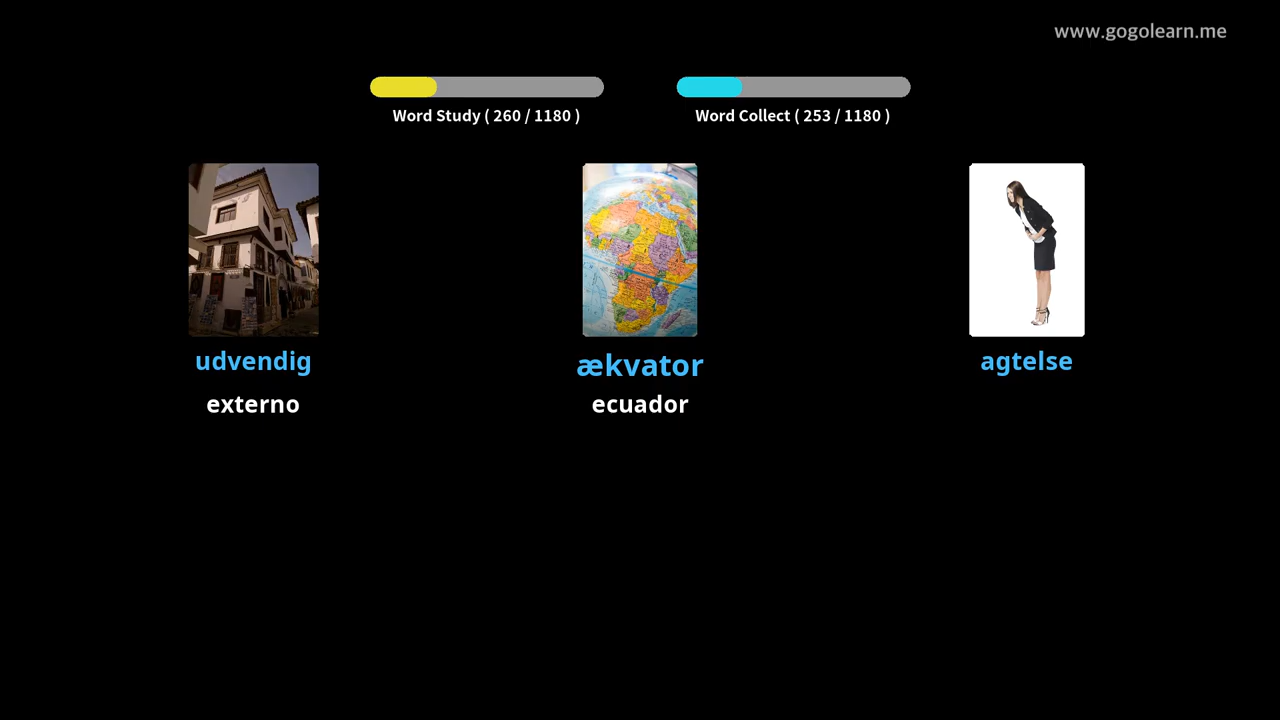 www.gogolearn.me
Word Study ( 260 / 1180 )
Word Collect ( 253 / 1180 )
udvendig
ækvator
agtelse
externo
ecuador